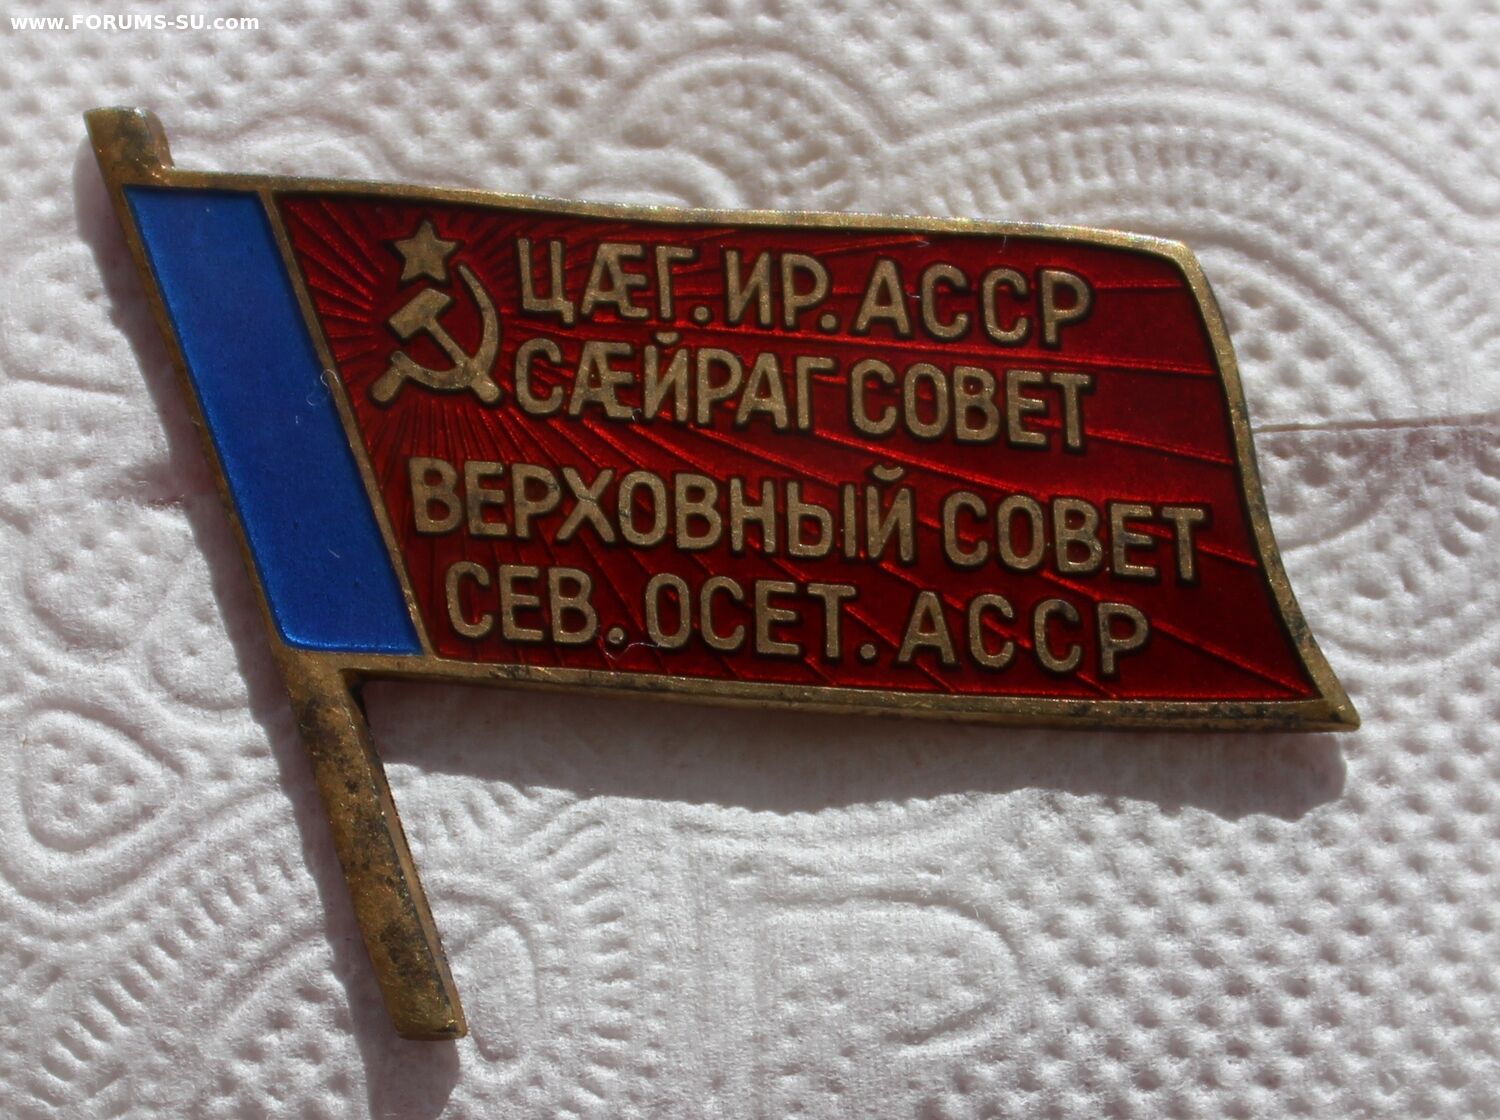 www.FORUMS-SU.com
ЦÆГ. ИР. АССР
СÆЙРАГ СОВЕТ
ВЕРХОВНЫЙ СОВЕТ
СЕВ. ОСЕТ. АССР